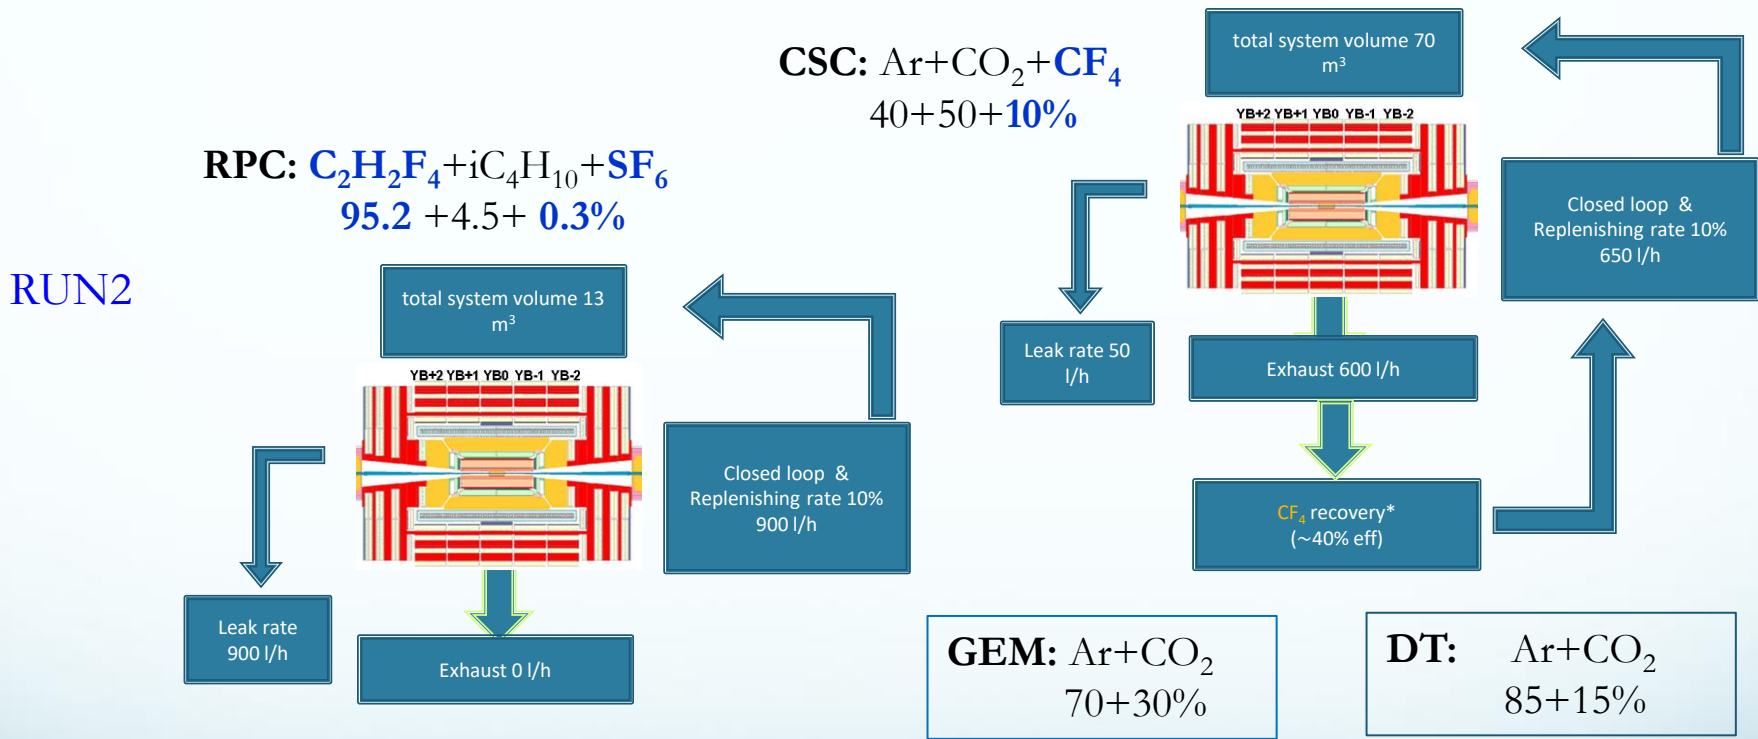 RUN2
RPC: C₂H₂F₄+iC₄H₁₀+SF₆
95.2 +4.5+ 0.3%
total system volume 13
m³
YB+2 YB+1 YB0 YB-1 YB-2
Closed loop &
Replenishing rate 10%
900 l/h
Leak rate
900 l/h
Exhaust 0 l/h
CSC: Ar+CO₂+CF₄
40+50+10%
total system volume 70
m³
YB+2 YB+1 YB0 YB-1 YB-2
Closed loop &
Replenishing rate 10%
650 l/h
Leak rate 50
l/h
Exhaust 600 l/h
CF₄ recovery*
(~40% eff)
GEM: Ar+CO₂
70+30%
DT: Ar+CO₂
85+15%